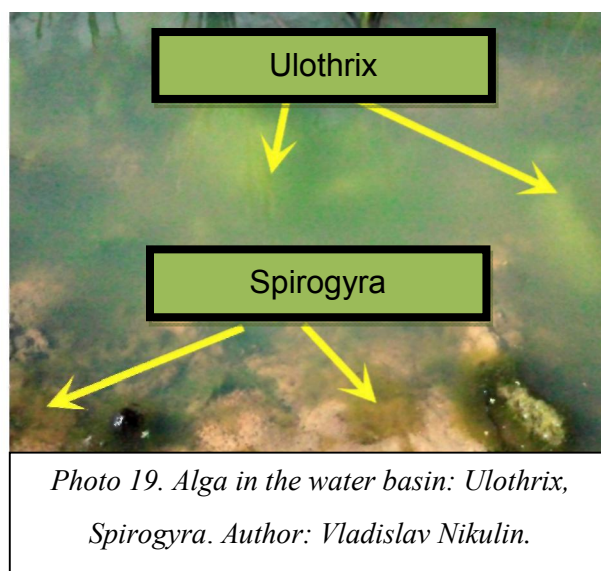 Ulothrix
Spirogyra
Photo 19. Alga in the water basin: Ulothrix,
Spirogyra. Author: Vladislav Nikulin.